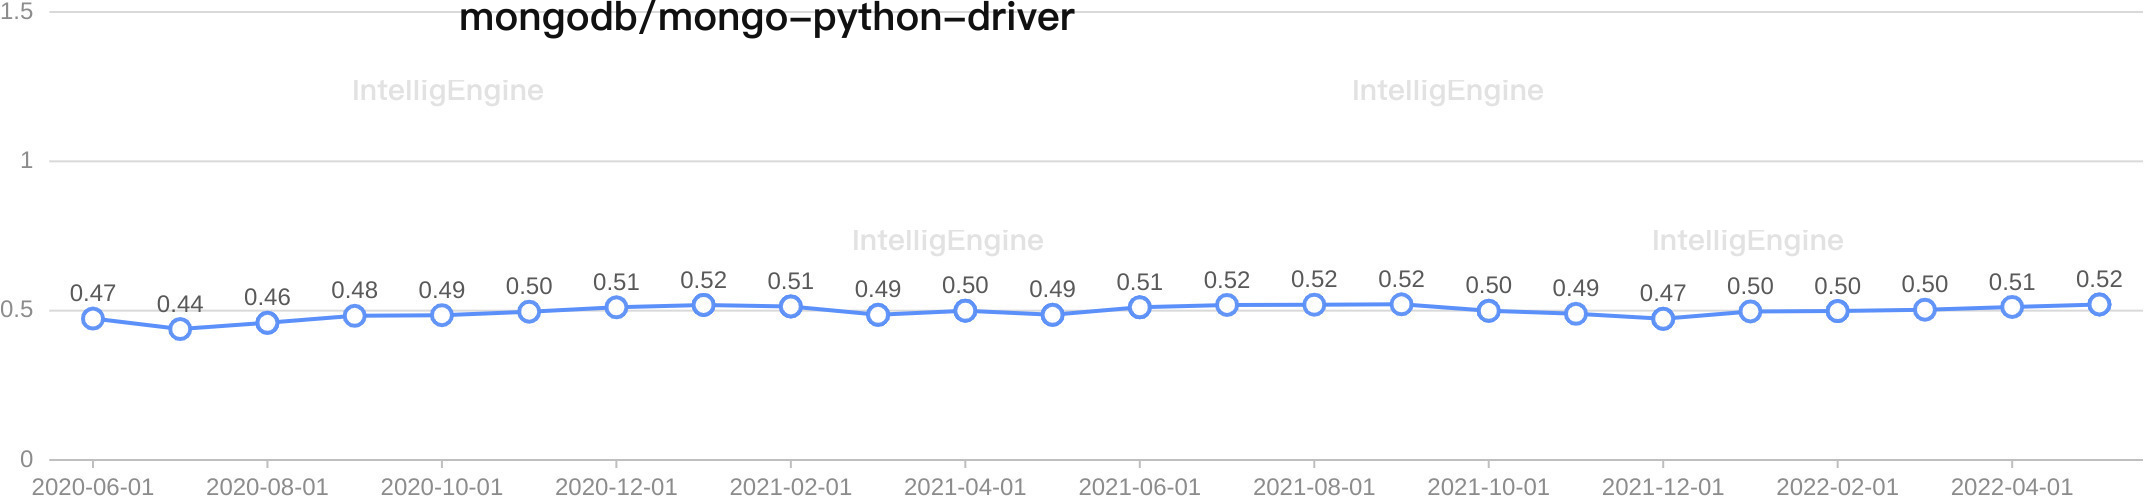 1.5
mongodb/mongo-python-driver
IntelligEngine IntelligEngine
1
IntelligEngine IntelligEngine
0.47 0.44 0.46 0.48 0.49 0.50 0.51 0.52 0.51 0.49 0.50 0.49 0.51 0.52 0.52 0.52 0.50 0.49 0.47 0.50 0.50 0.50 0.51 0.52
0.5
0
2020-06-01 2020-08-01 2020-10-01 2020-12-01 2021-02-01 2021-04-01 2021-06-01 2021-08-01 2021-10-01 2021-12-01 2022-02-01 2022-04-01